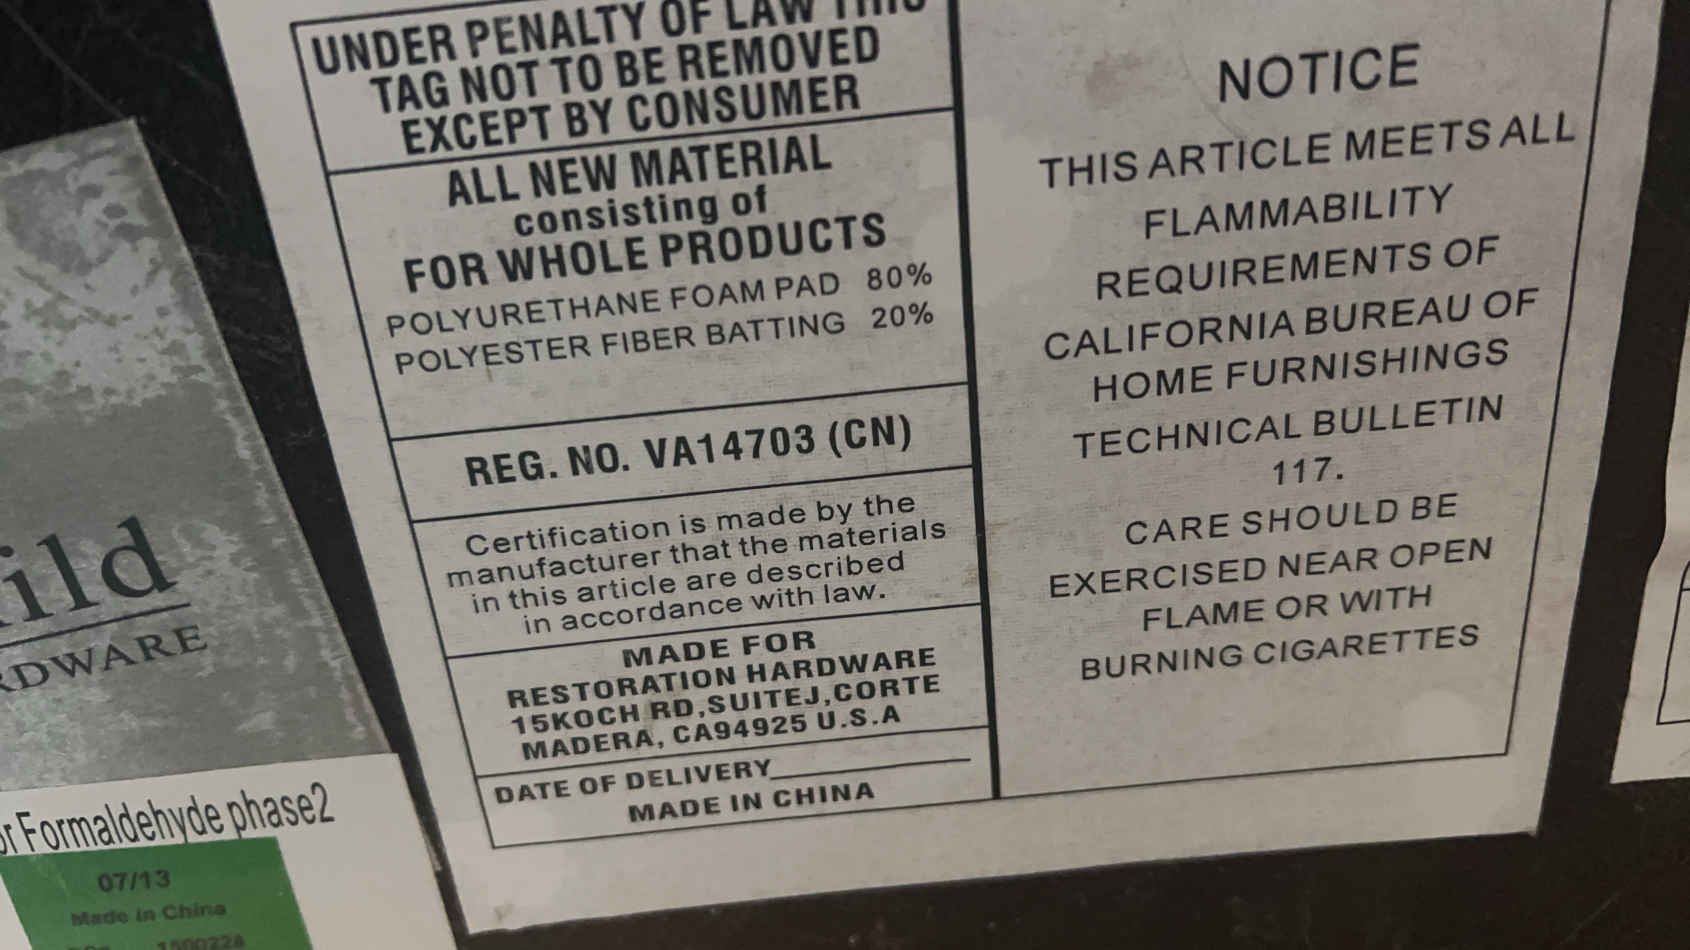 UNDER PENALTY OF LAW THIS
TAG NOT TO BE REMOVED
EXCEPT BY CONSUMER
ALL NEW MATERIAL
consisting of
FOR WHOLE PRODUCTS
POLYURETHANE FOAM PAD 80%
POLYESTER FIBER BATTING 20%
REG. NO. VA14703 (CN)
Certification is made by the
manufacturer that the materials
in this article are described
in accordance with law.
MADE FOR
RESTORATION HARDWARE
15KOCH RD,SUITEJ,CORTE
MADERA, CA94925 U.S.A
DATE OF DELIVERY
MADE IN CHINA
NOTICE
THIS ARTICLE MEETS ALL
FLAMMABILITY
REQUIREMENTS OF
CALIFORNIA BUREAU OF
HOME FURNISHINGS
TECHNICAL BULLETIN
117.
CARE SHOULD BE
EXERCISED NEAR OPEN
FLAME OR WITH
BURNING CIGARETTES
Formaldehyde phase2
07/13
Made in China